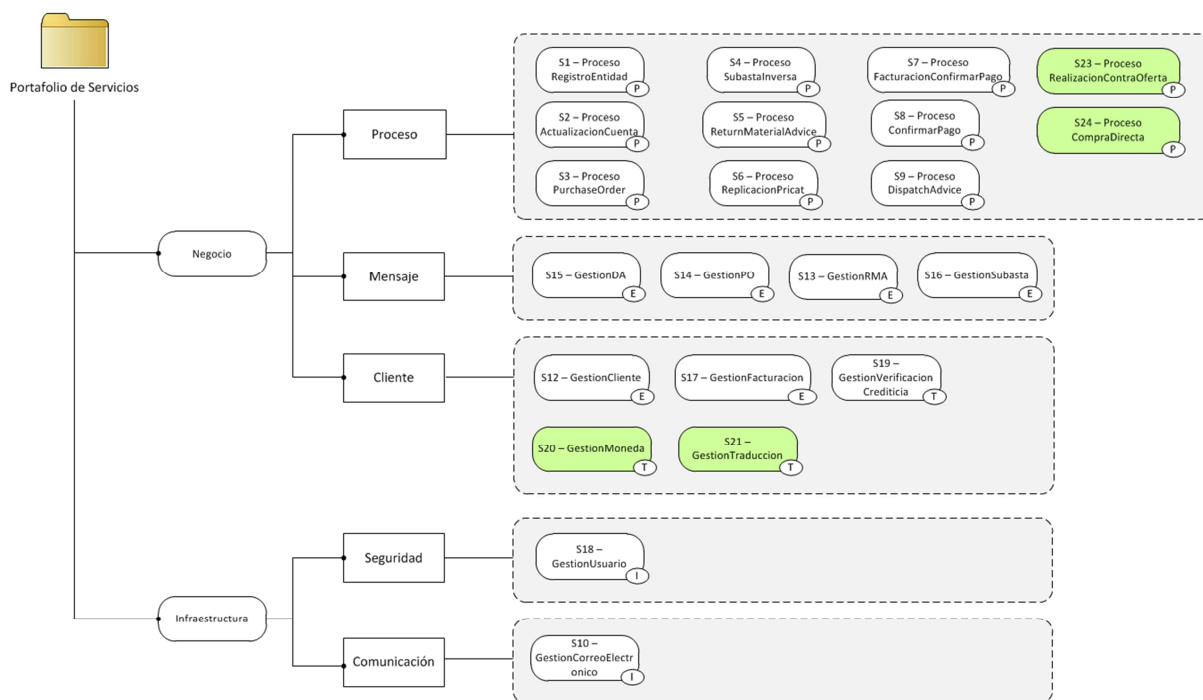 Portafolio de Servicios
Negocio
Infraestructura
Proceso
Mensaje
Cliente
Seguridad
Comunicación
S1 – Proceso
RegistroEntidad
P
S4 – Proceso
SubastaInversa
P
S7 – Proceso
FacturacionConfirmarPago
P
S23 – Proceso
RealizacionContraOferta
P
S2 – Proceso
ActualizacionCuenta
P
S5 – Proceso
ReturnMaterialAdvice
P
S8 – Proceso
ConfirmarPago
P
S24 – Proceso
CompraDirecta
P
S3 – Proceso
PurchaseOrder
P
S6 – Proceso
ReplicacionPricat
P
S9 – Proceso
DispatchAdvice
P
S15 – GestionDA
E
S14 – GestionPO
E
S13 – GestionRMA
E
S16 – GestionSubasta
E
S12 – GestionCliente
E
S17 – GestionFacturacion
E
S19 –
GestionVerificacion
Crediticia
T
S20 – GestionMoneda
T
S21 –
GestionTraduccion
T
S18 –
GestionUsuario
I
S10 –
GestionCorreoElectr
onico
I